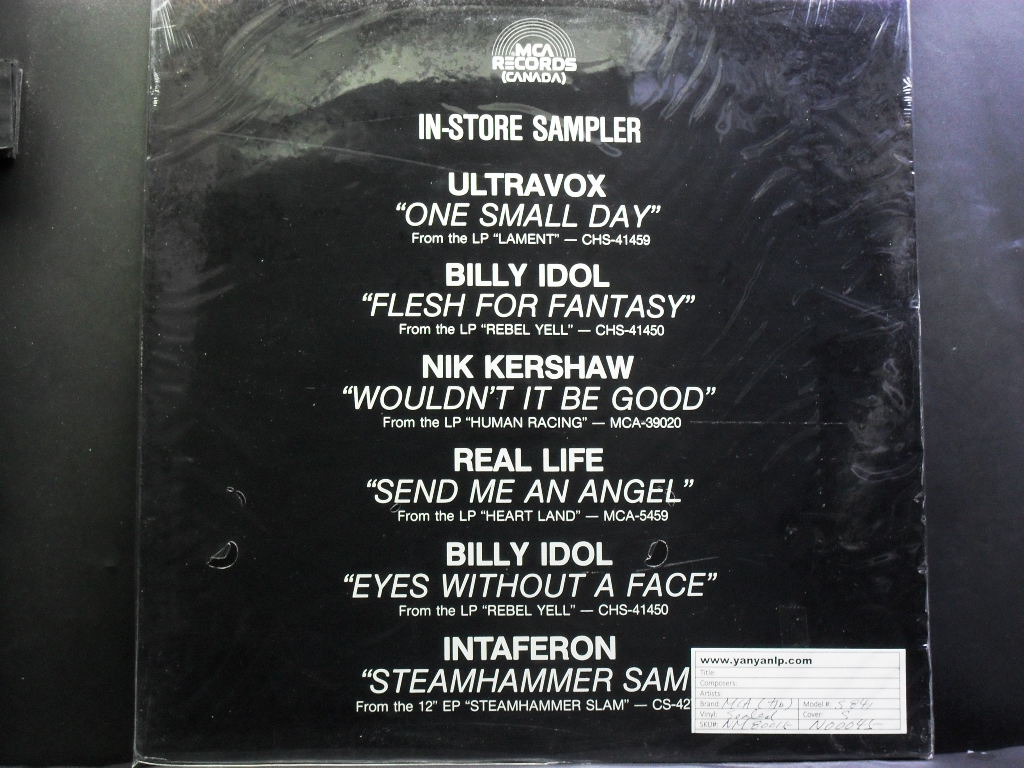 MCA
RECORDS
(CANADA)
IN-STORE SAMPLER
ULTRAVOX
"ONE SMALL DAY"
From the LP "LAMENT" — CHS-41459
BILLY IDOL
"FLESH FOR FANTASY"
From the LP "REBEL YELL" — CHS-41450
NIK KERSHAW
"WOULDN'T IT BE GOOD"
From the LP "HUMAN RACING" — MCA-39020
REAL LIFE
"SEND ME AN ANGEL"
From the LP "HEART LAND" — MCA-5459
BILLY IDOL
"EYES WITHOUT A FACE"
From the LP "REBEL YELL" — CHS-41450
INTAFERON
"STEAMHAMMER SAM
From the 12" EP "STEAMHAMMER SLAM" — CS-42
www.yanyanlp.com
Title:
Composers:
Artists:
Brand: MCA Model #:
Vinyl: Sealed Cover: S
SKU#: N00045